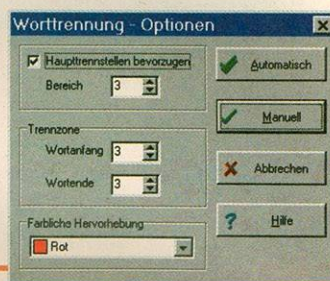 Worttrennung - Optionen
Haupttrennstellen bevorzugen
Bereich 3
Trennzone
Wortanfang 3
Wortende 3
Farbliche Hervorhebung
Rot
Automatisch
Manuell
Abbrechen
? Hilfe